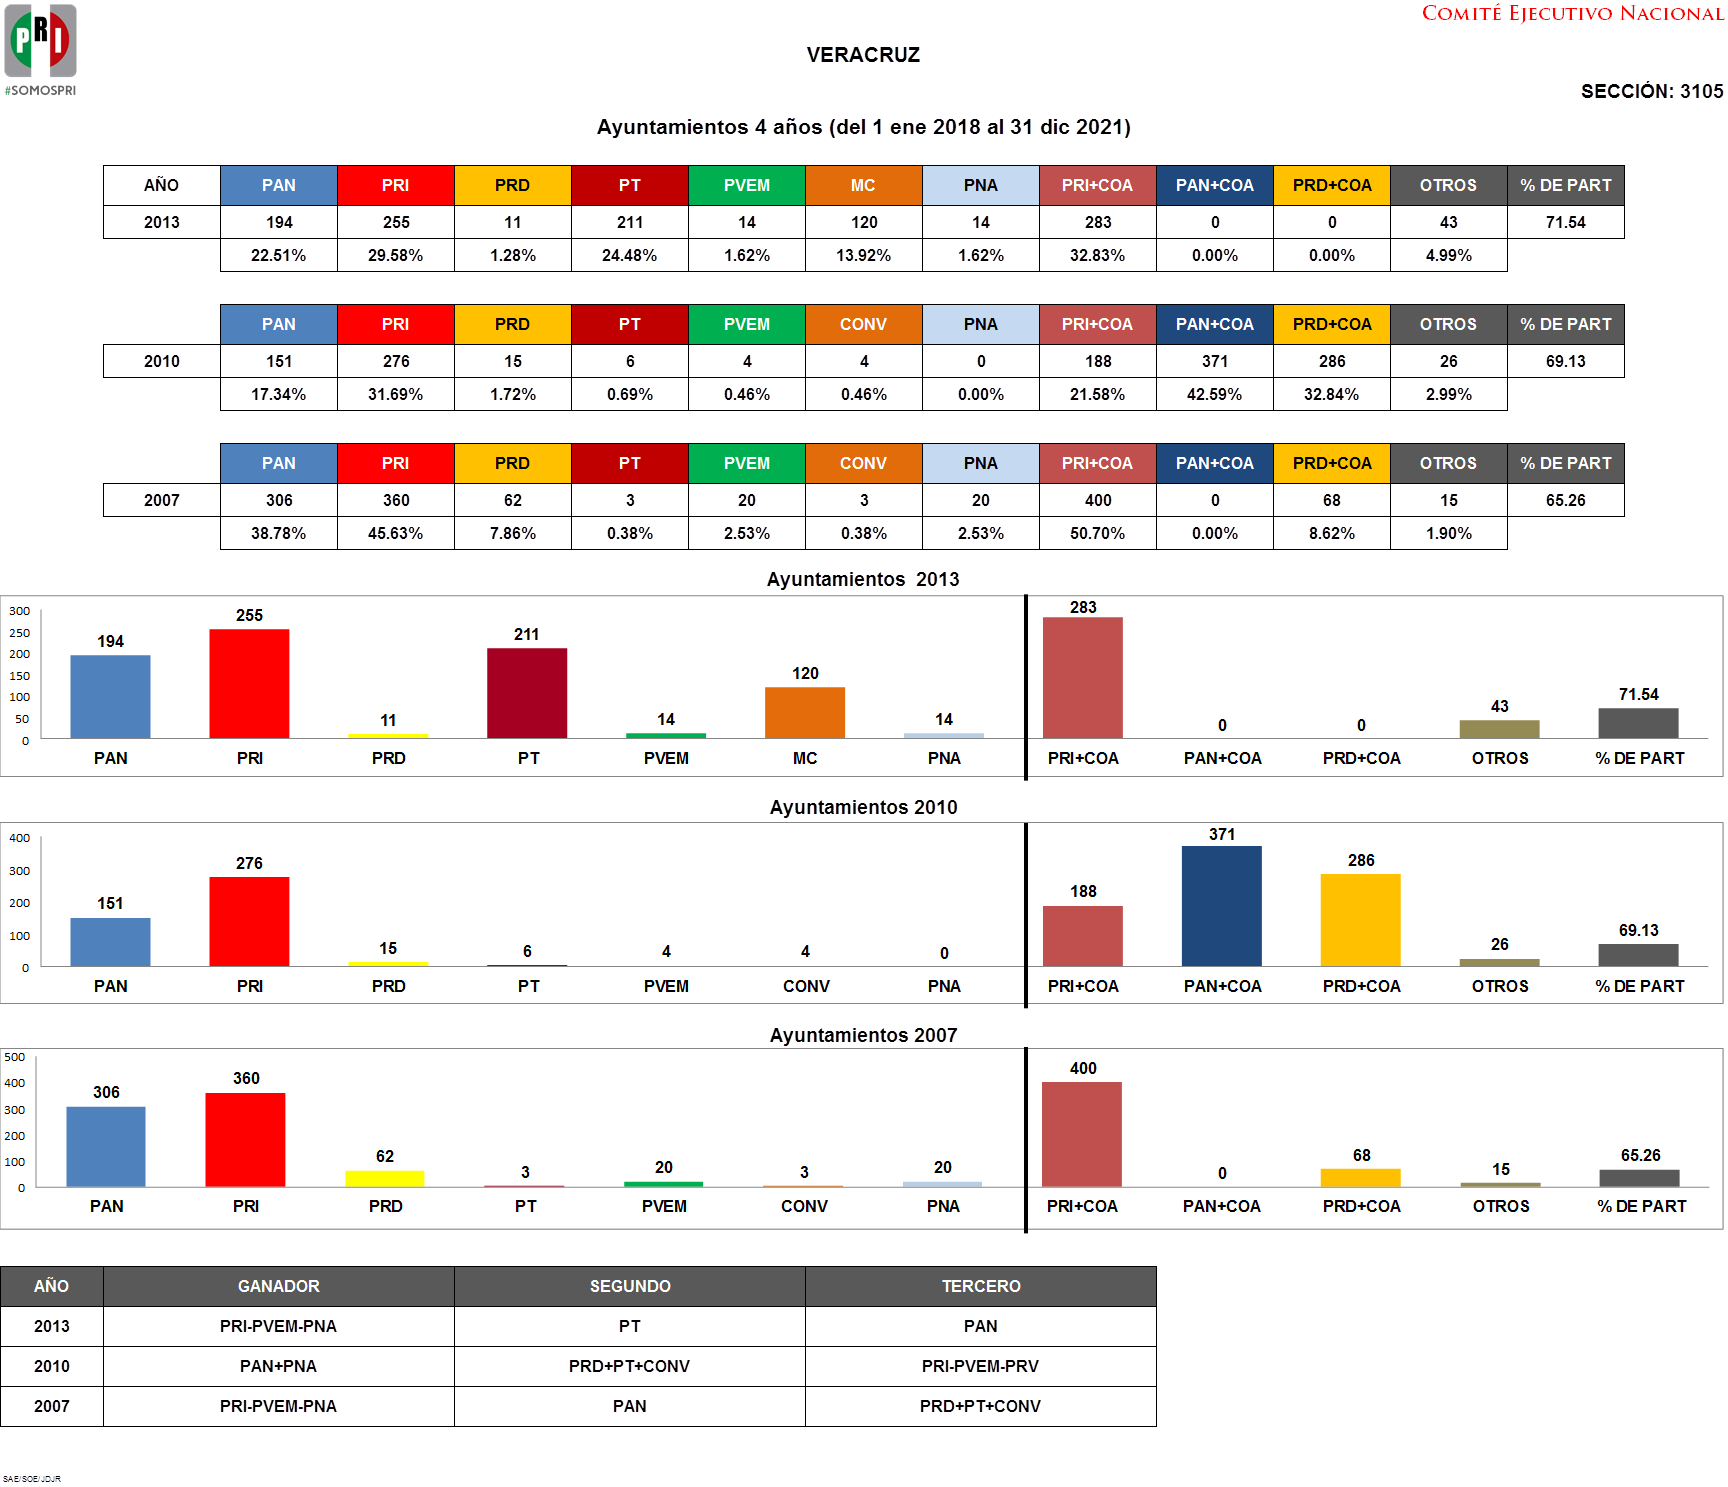 PRI
#SOMOSPRI
COMITÉ EJECUTIVO NACIONAL
VERACRUZ
SECCIÓN: 3105
Ayuntamientos 4 años (del 1 ene 2018 al 31 dic 2021)
AÑO PAN PRI PRD PT PVEM MC PNA PRI+COA PAN+COA PRD+COA OTROS % DE PART
2013 194 255 11 211 14 120 14 283 0 0 43 71.54
22.51% 29.58% 1.28% 24.48% 1.62% 13.92% 1.62% 32.83% 0.00% 0.00% 4.99%
PAN PRI PRD PT PVEM CONV PNA PRI+COA PAN+COA PRD+COA OTROS % DE PART
2010 151 276 15 6 4 4 0 188 371 286 26 69.13
17.34% 31.69% 1.72% 0.69% 0.46% 0.46% 0.00% 21.58% 42.59% 32.84% 2.99%
PAN PRI PRD PT PVEM CONV PNA PRI+COA PAN+COA PRD+COA OTROS % DE PART
2007 306 360 62 3 20 3 20 400 0 68 15 65.26
38.78% 45.63% 7.86% 0.38% 2.53% 0.38% 2.53% 50.70% 0.00% 8.62% 1.90%
Ayuntamientos 2013
300
250
200
150
100
50
0
194 255 11 211 14 120 14 283 0 0 43 71.54
PAN PRI PRD PT PVEM MC PNA PRI+COA PAN+COA PRD+COA OTROS % DE PART
Ayuntamientos 2010
400
300
200
100
0
151 276 15 6 4 4 0 188 371 286 26 69.13
PAN PRI PRD PT PVEM CONV PNA PRI+COA PAN+COA PRD+COA OTROS % DE PART
Ayuntamientos 2007
500
400
300
200
100
0
306 360 62 3 20 3 20 400 0 68 15 65.26
PAN PRI PRD PT PVEM CONV PNA PRI+COA PAN+COA PRD+COA OTROS % DE PART
AÑO GANADOR SEGUNDO TERCERO
2013 PRI-PVEM-PNA PT PAN
2010 PAN+PNA PRD+PT+CONV PRI-PVEM-PRV
2007 PRI-PVEM-PNA PAN PRD+PT+CONV
SAE/SOE/JDJR